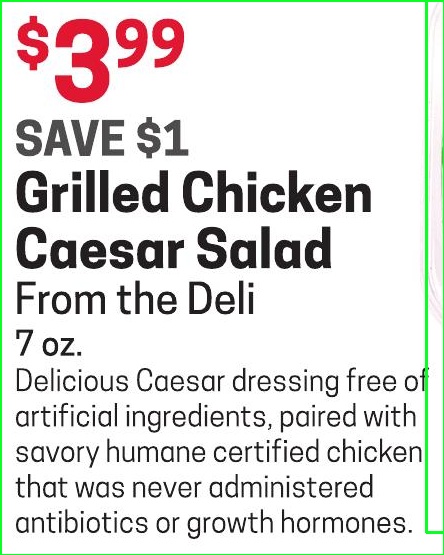 $3.99
SAVE $1
Grilled Chicken
Caesar Salad
From the Deli
7 oz.
Delicious Caesar dressing free of
artificial ingredients, paired with
savory humane certified chicken
that was never administered
antibiotics or growth hormones.